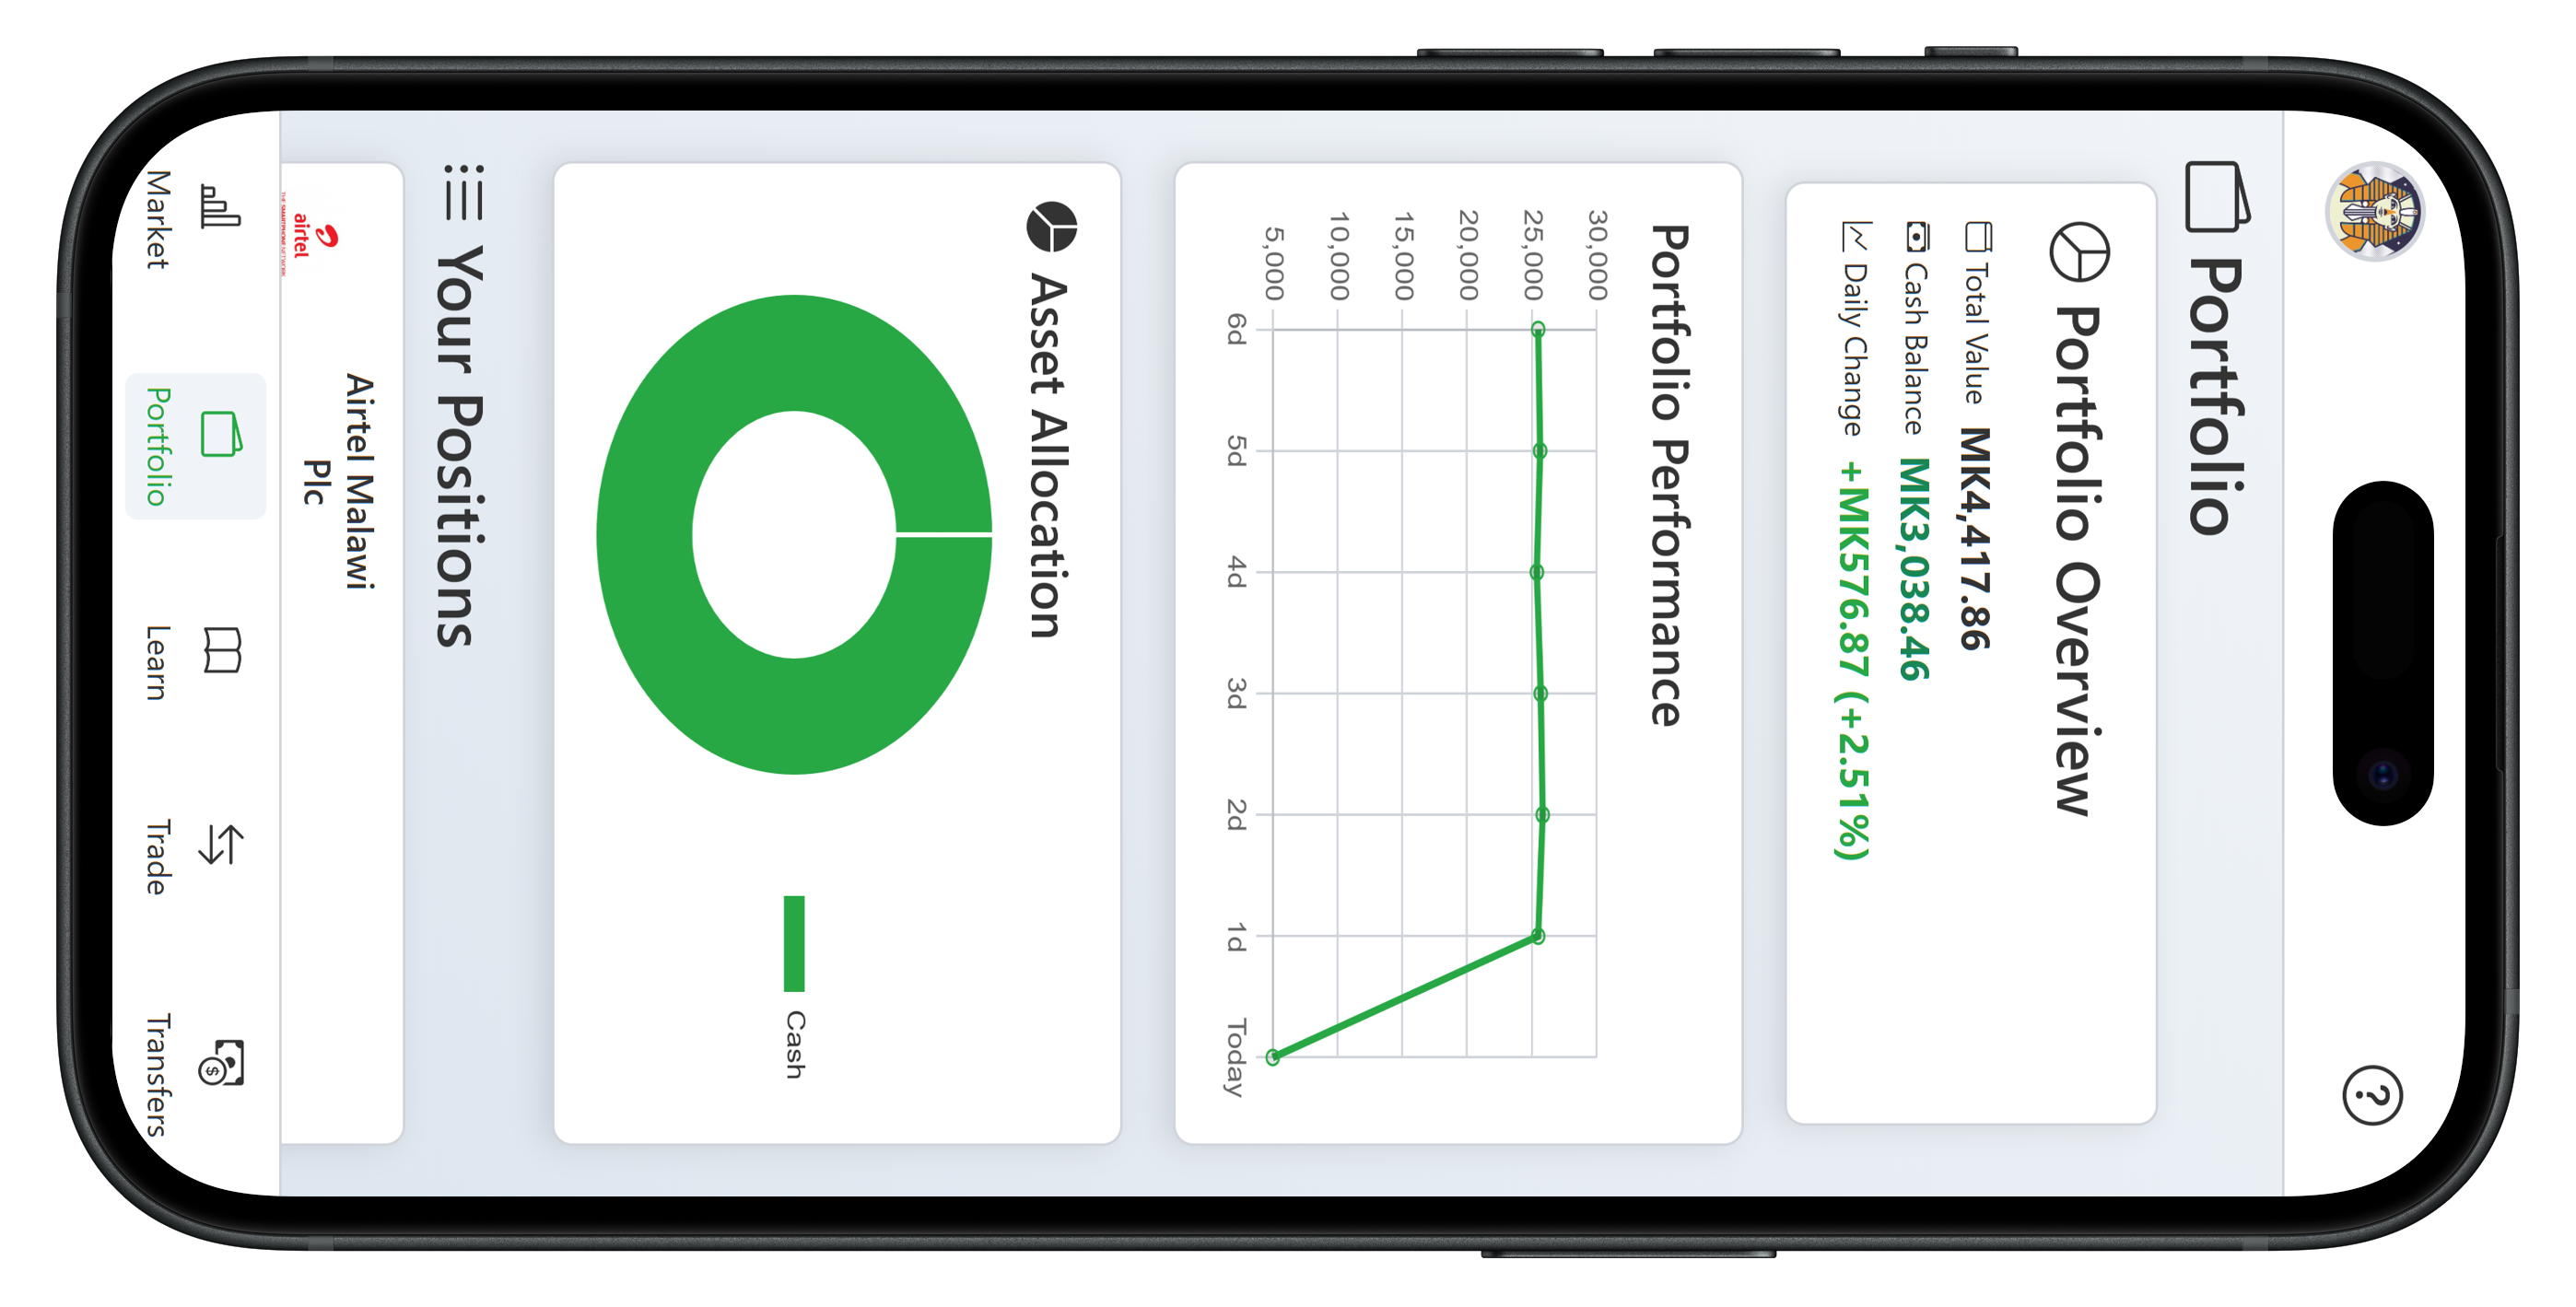 ?
Portfolio
Portfolio Overview
Total Value MK4,417.86
Cash Balance MK3,038.46
Daily Change +MK576.87 (+2.51%)
Portfolio Performance
30,000
25,000
20,000
15,000
10,000
5,000
6d 5d 4d 3d 2d 1d Today
Asset Allocation
Cash
Your Positions
airtel
Airtel Malawi
Plc
Market Portfolio Learn Trade Transfers